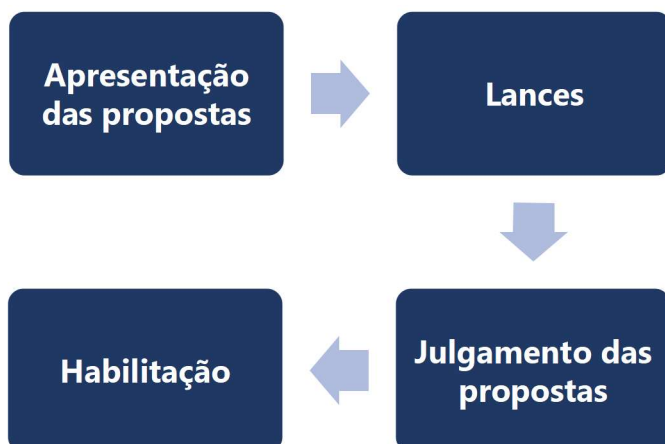 Apresentação
das propostas
Lances
Julgamento das
propostas
Habilitação